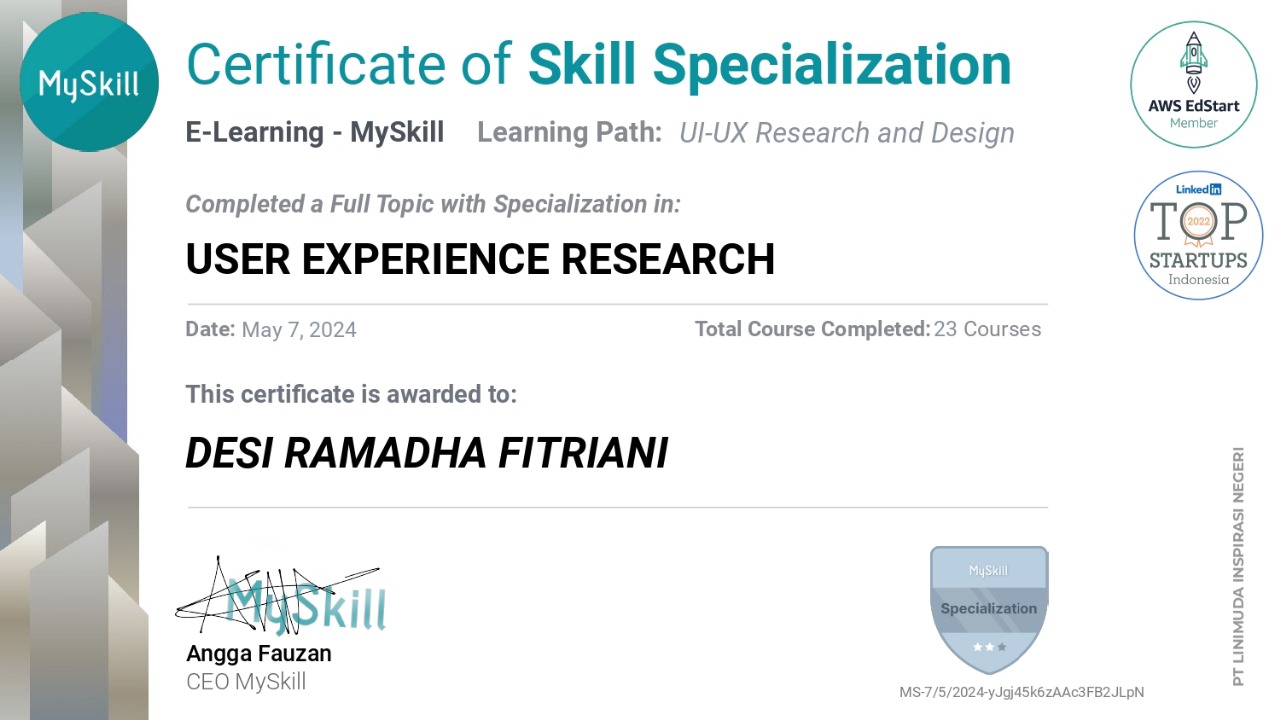 MySkill
Certificate of Skill Specialization
E-Learning - MySkill Learning Path: UI-UX Research and Design
Completed a Full Topic with Specialization in:
USER EXPERIENCE RESEARCH
Date: May 7, 2024 Total Course Completed: 23 Courses
This certificate is awarded to:
DESI RAMADHA FITRIANI
MySkill
Angga Fauzan
CEO MySkill
AWS EdStart
Member
Linked in
TOP
2022
STARTUPS
Indonesia
PT LINIMUDA INSPIRASI NEGERI
MySkill
Specialization
MS-7/5/2024-yJgj45k6zAAc3FB2JLpN